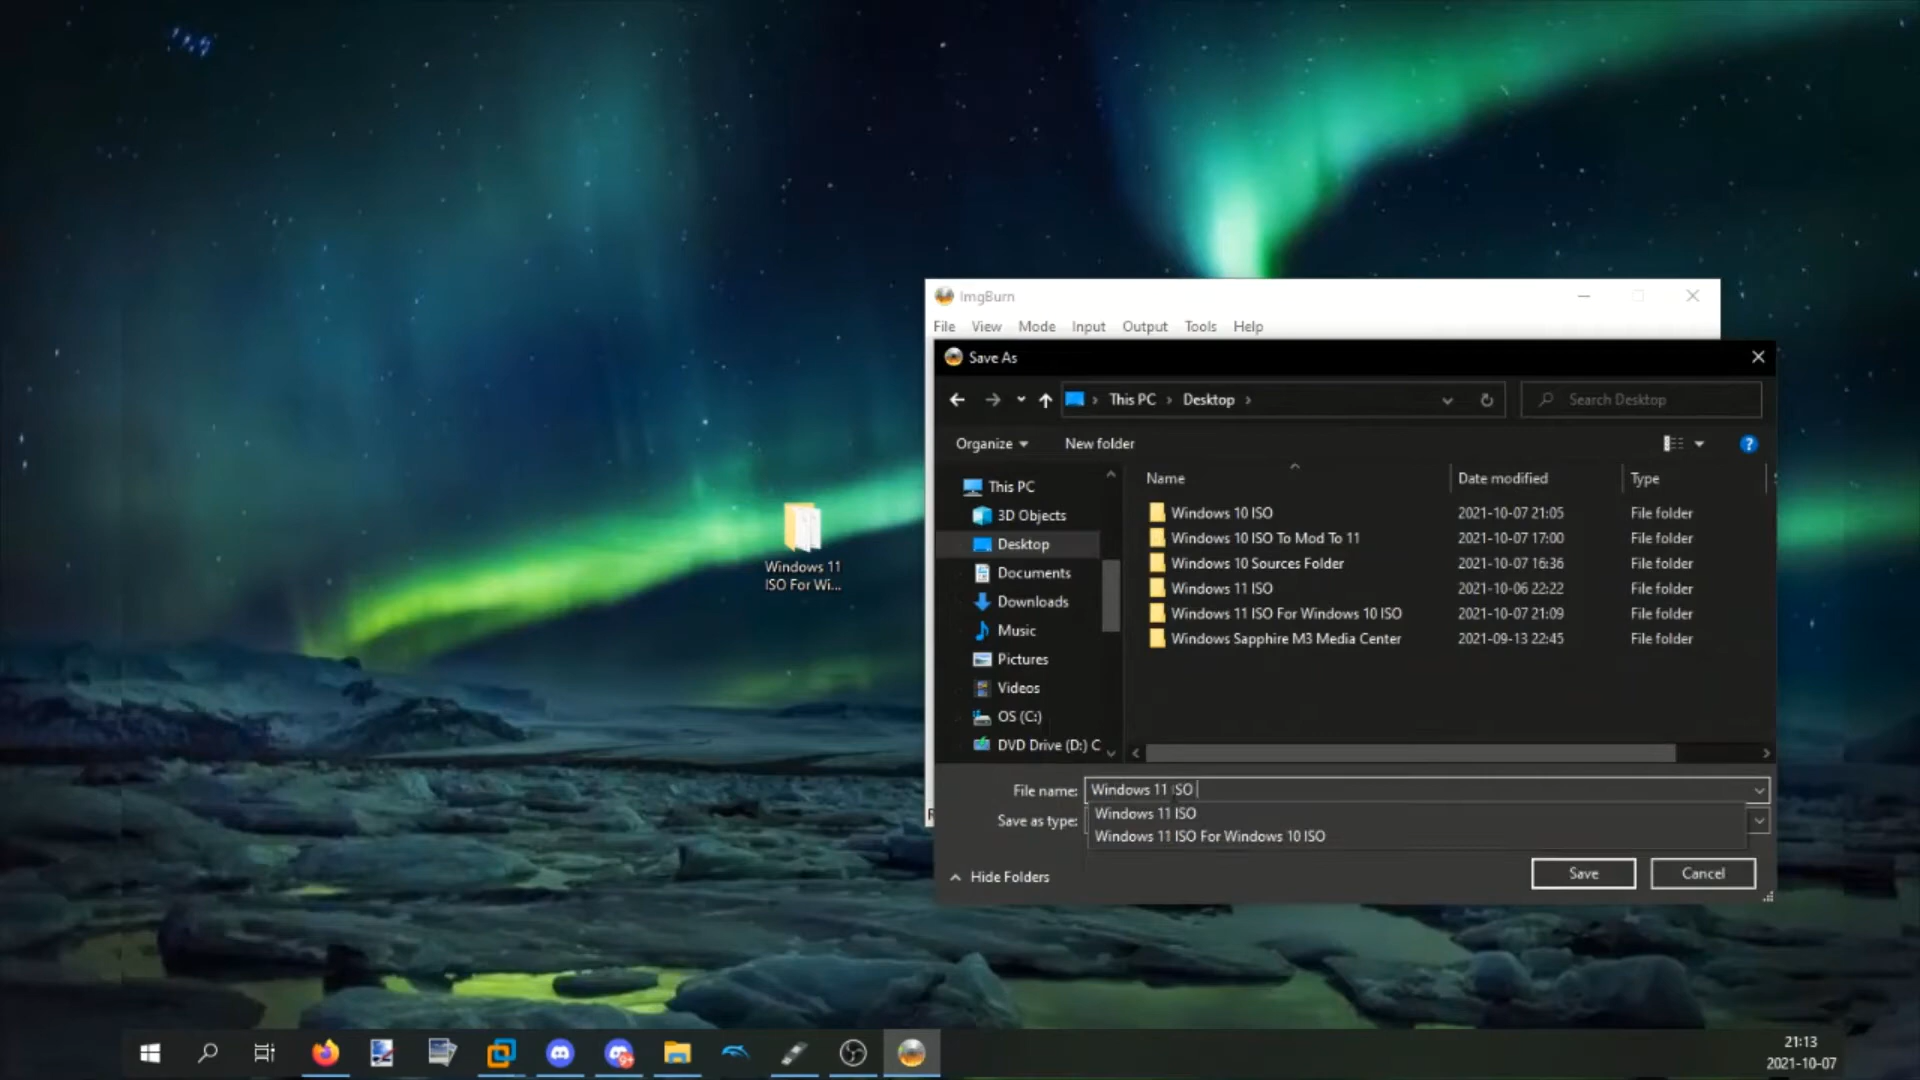 ImgBurn
File View Mode Input Output Tools Help
Save As
This PC Desktop
Search Desktop
Organize New folder
Name Date modified Type
This PC
3D Objects
Desktop
Documents
Downloads
Music
Pictures
Videos
OS (C:)
DVD Drive (D:) C
Windows 10 ISO 2021-10-07 21:05 File folder
Windows 10 ISO To Mod To 11 2021-10-07 17:00 File folder
Windows 10 Sources Folder 2021-10-07 16:36 File folder
Windows 11 ISO 2021-10-06 22:22 File folder
Windows 11 ISO For Windows 10 ISO 2021-10-07 21:09 File folder
Windows Sapphire M3 Media Center 2021-09-13 22:45 File folder
Windows 11
ISO For Wi...
File name: Windows 11 ISO
Windows 11 ISO
Save as type:
Windows 11 ISO For Windows 10 ISO
Hide Folders
Save Cancel
9+
21:13
2021-10-07